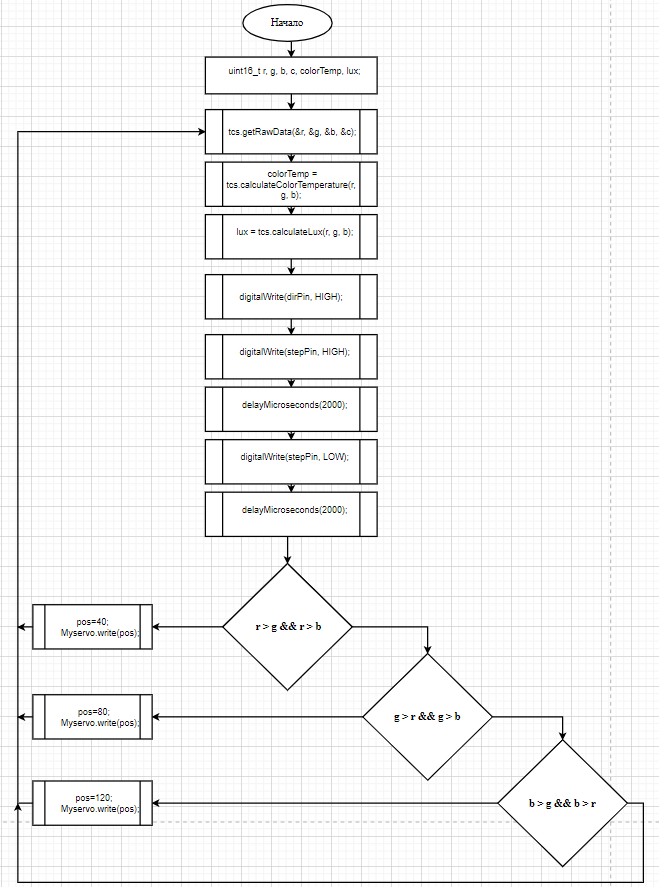 Начало
uint16_t r, g, b, c, colorTemp, lux;
tcs.getRawData(&r, &g, &b, &c);
colorTemp =
tcs.calculateColorTemperature(r,
g, b);
lux = tcs.calculateLux(r, g, b);
digitalWrite(dirPin, HIGH);
digitalWrite(stepPin, HIGH);
delayMicroseconds(2000);
digitalWrite(stepPin, LOW);
delayMicroseconds(2000);
r > g && r > b
pos=40;
Myservo.write(pos);
g > r && g > b
pos=80;
Myservo.write(pos);
b > g && b > r
pos=120;
Myservo.write(pos);